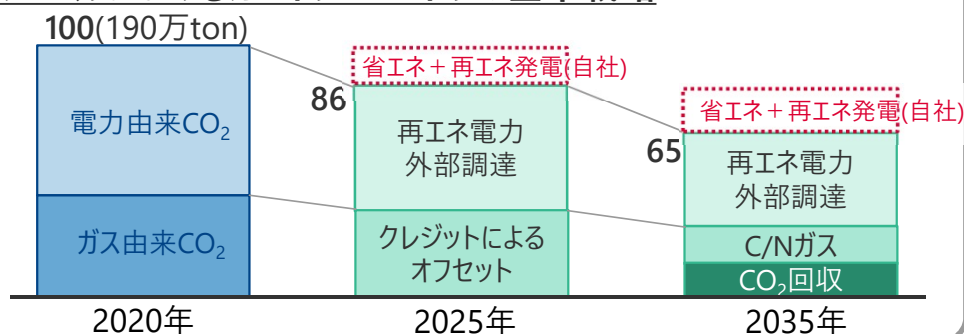 100(190万ton)
電力由来CO₂
ガス由来CO₂
2020年
省エネ+再エネ発電(自社)
86
再エネ電力
外部調達
クレジットによる
オフセット
2025年
省エネ+再エネ発電(自社)
65
再エネ電力
外部調達
C/Nガス
CO₂回収
2035年